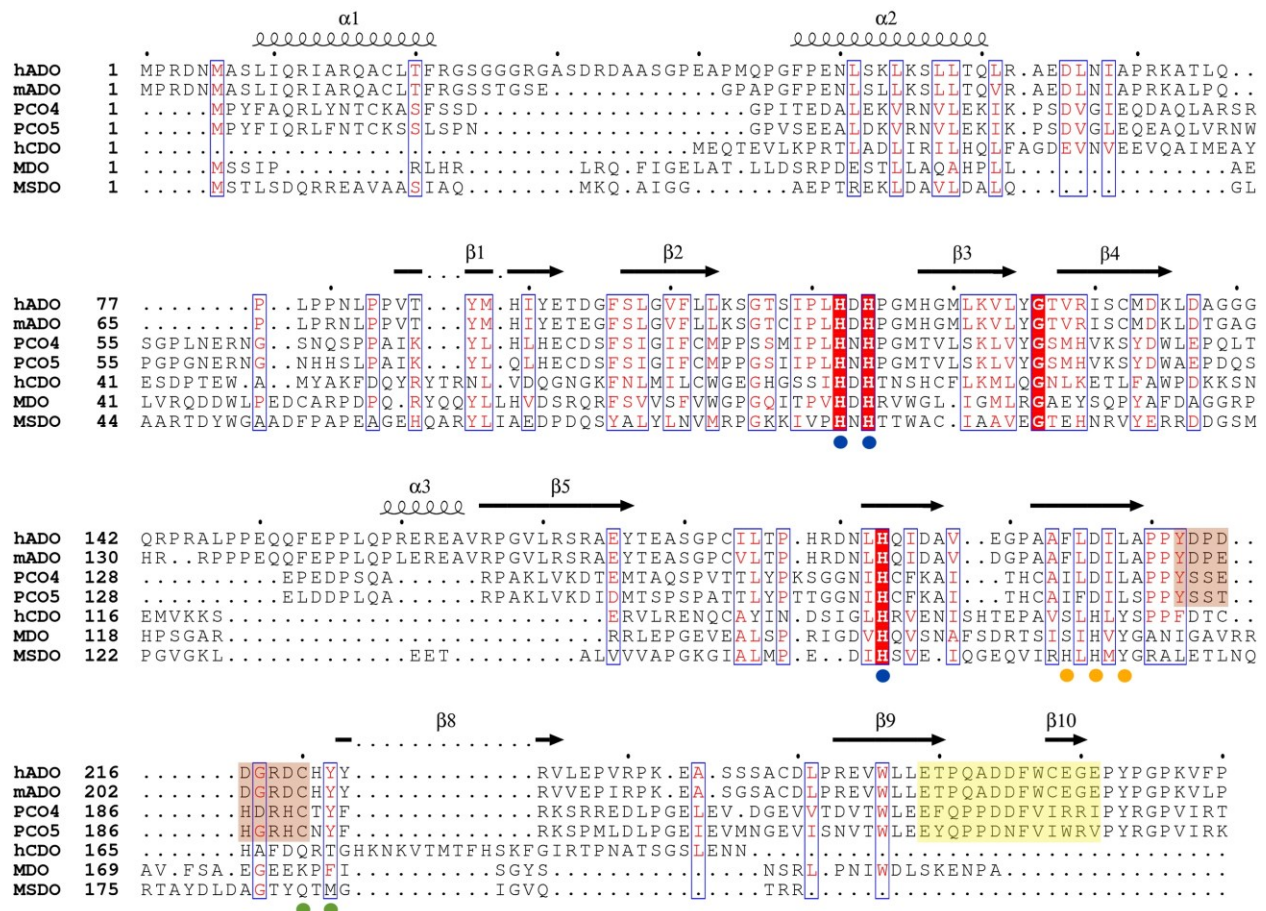 α1 α2
hADO 1 MPRDNMASLIQRIARQACLTFRGSGGGRGASDRDAASGPEAPMQPGFPENLSKLKSLLTQLR.AEDLNIAPRKATLQ..
mADO 1 MPRDNMASLIQRIARQACLTFRGSSTGSE...............GPAPGFPENLSLLKSLLTQVR.AEDLNIAPRKALPQ..
PCO4 1 .....MPYFAQRLYNTCKASFSSD...................GPITEDALEKVRNVLEKIK.PSDVGIEQDAQLARSR
PCO5 1 .....MPYFIQRLFNTCKSSLSPN...................GPVSEEALDKVRNVLEKIK.PSDVGLEQEAQLVRNW
hCDO 1 .......................................MEQTEVLKPRTLADLIRILHQLFAGDEVNVEEVQAIMEAY
MDO 1 .....MSSIP.........RLHR..........LRQ.FIGELAT.LLDSRPDESTLLAQAHPLL..............AE
MSDO 1 .....MSTLSDQRREAVAASIAQ..........MKQ.AIGG.......AEPTREKLDAVLDALQ..............GL
β1 β2 β3 β4
hADO 77 ........P..LPPNLPPVT...YM.HIYETDGFSLGVFLLKSGTSIPLHDHPGMHGMLKVLYGTVRISCMDKLDAGGG
mADO 65 ........P..LPRNLPPVT...YM.HIYETEGFSLGVFLLKSGTCIPLHDHPGMHGMLKVLYGTVRISCMDKLDTGAG
PCO4 55 SGPLNERNG..SNQSPPAIK...YL.HLHECDSFSIGIFCMPPSSMIPLHNHPGMTVLSKLVYGSMHVKSYDWLEPQLT
PCO5 55 PGPGNERNG..NHHSLPAIK...YL.QLHECDSFSIGIFCMPPGSIIPLHNHPGMTVLSKLVYGSMHVKSYDWAEPDQS
hCDO 41 ESDPTEW.A..MYAKFDQYRYTRNL.VDQGNGKFNLMILCWGEGHGSSIHDHTNSHCFLKMLQGNLKETLFAWPDKKSN
MDO 41 LVRQDDWLPEDCARPDPQ.RYQQYLLHVDSRQRFSVVSFVWGPGQITPVHDHRVWGL.IGMLRGAEYSQPYAFDAGGRP
MSDO 44 AARTDYWGAADFPAPEAGEHQARYLIAEDPDQSYALYLNVMRPGKKIVPHNHTTWAC.IAAVEGTEHNRVYERRDDGSM
α3 β5
hADO 142 QRPRALPPEQQFEPPLQPREREAVRPGVLRSRAEYTEASGPCILTP.HRDNLHQIDAV..EGPAAFLDILAPPYDPD.
mADO 130 HR.RPPPEQQFEPPLQPLEREAVRPGVLRSRAEYTEASGPCVLTP.HRDNLHQIDAV..DGPAAFLDILAPPYDPE.
PCO4 128 ...................EPEDPSQA...RPAKLVKDTEMTAQSPVTTLYPKSGGNIHCFKAI..THCAILDILAPPYSSE.
PCO5 128 ...................ELDDPLQA...RPAKLVKDIDMTSPSPATTLYPTTGGNIHCFKAI..THCAIFDILSPPYSST.
hCDO 116 EMVKKS...........................ERVLRENQCAYIN.DSIGLHRVENISHTEPAVSLHLYSPPFDTC..
MDO 118 HPSGAR...........................RRLEPGEVEALSP.RIGDVHQVSNAFSDRTSISIHVYGANIGAVRR
MSDO 122 PGVGKL.............EET.........ALVVVAPGKGIALMP.E..DIHSVE.IQGEQVIRHLHMYGRALETLNQ
β8 β9 β10
hADO 216 .......DGRDCHYY.............RVLEPVRPK.EA.SSSACDLPREVWLLETPQADDFWCEGEPYPGPKVFP
mADO 202 .......DGRDCHYY.............RVVEPIRPK.EA.SGSACDLPREVWLLETPQADDFWCEGEPYPGPKVLP
PCO4 186 .......HDRHCTYF.............RKSRREDLPGELEV.DGEVVTDVTWLEEFQPPDDFVIRRIPYRGPVIRT
PCO5 186 .......HGRHCNYF.............RKSPMLDLPGEIEVMNGEVISNVTWLEEYQPPDNFVIWRVPYRGPVIRK
hCDO 165 .......HAFDQRTGHKNKVTMTFHSKFGIRTPNATSGSLENN..................................
MDO 169 AV.FSA.EGEEKPFI..........SGYS................NSRL.PNIWDLSKENPA...............
MSDO 175 RTAYDLDAGTYQTMG..........IGVQ................TRR.............................